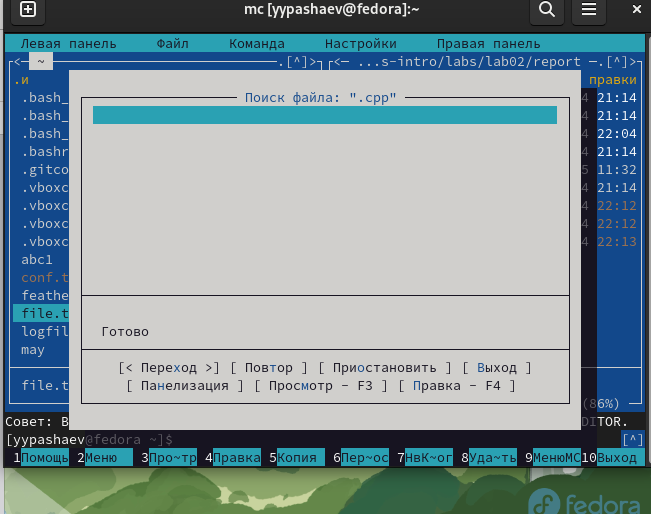 mc [yypashaev@fedora]:~
Левая панель Файл Команда Настройки Правая панель
<─ ~ .[^]>
<─ ...s-intro/labs/lab02/report ─.[^]>
.и правки
.bash_ 4 21:14
.bash_ 4 21:14
.bash_ 4 22:04
.bashr 4 21:14
.gitco 5 11:32
.vboxc 4 21:14
.vboxc 4 22:12
.vboxc 4 22:12
.vboxc 4 22:13
abc1
conf.t
feathe
file.t
logfil
may
file.t
(86%)
Поиск файла: ".cpp"
Готово
[< Переход >] [ Повтор ] [ Приостановить ] [ Выход ]
[ Панелизация ] [ Просмотр - F3 ] [ Правка - F4 ]
Совет: В DITOR.
[yypashaev@fedora ~]$ [^]
1Помощь 2Меню 3Про~тр 4Правка 5Копия 6Пер~ос 7НвК~ог 8Уда~ть 9МенюMC 10Выход
fedora